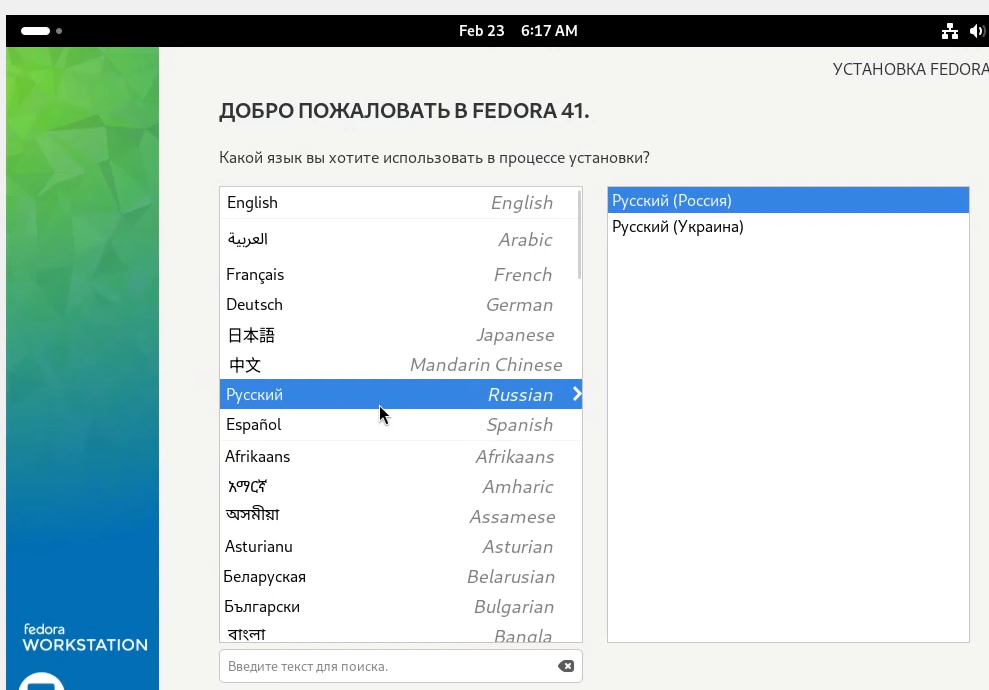 Feb 23 6:17 AM
УСТАНОВКА FEDORA
ДОБРО ПОЖАЛОВАТЬ В FEDORA 41.
Какой язык вы хотите использовать в процессе установки?
English English
العربية Arabic
Français French
Deutsch German
日本語 Japanese
中文 Mandarin Chinese
Русский Russian
Español Spanish
Afrikaans Afrikaans
አማርኛ Amharic
অসমীয়া Assamese
Asturianu Asturian
Беларуская Belarusian
Български Bulgarian
বাংলা Bangla
Русский (Россия)
Русский (Украина)
Введите текст для поиска.
fedora
WORKSTATION